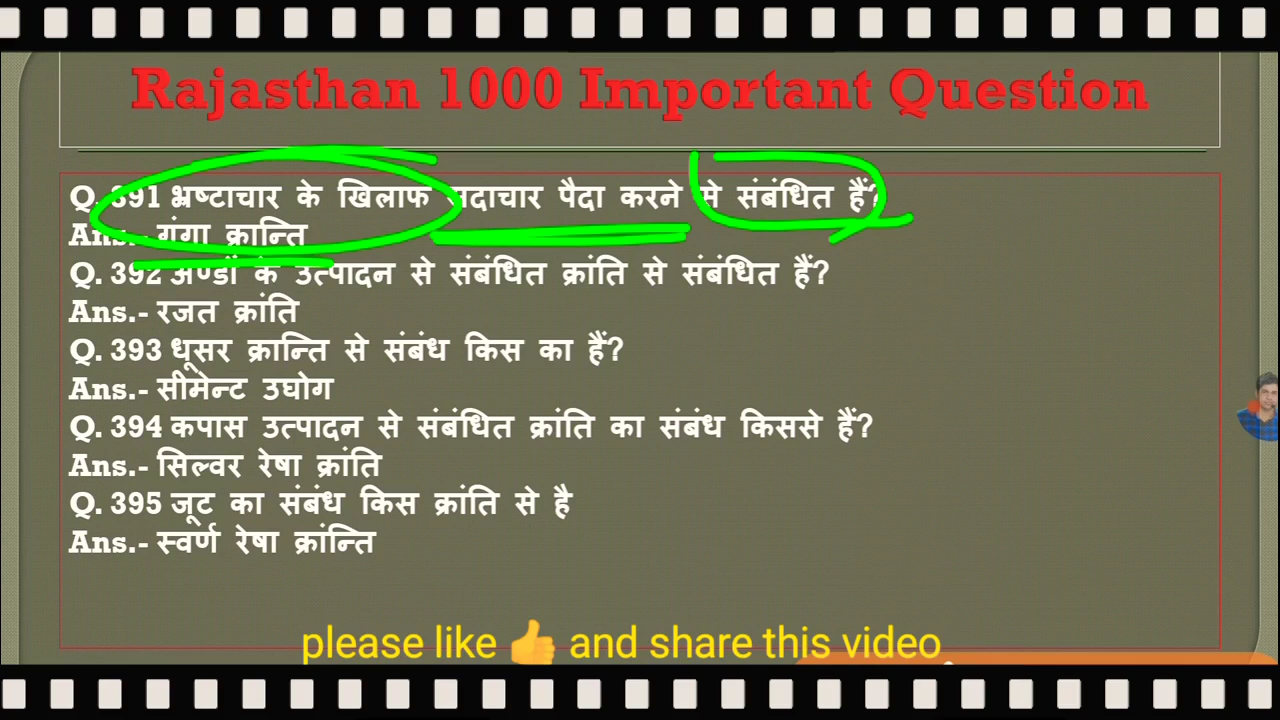 Rajasthan 1000 Important Question
Q. 391 भ्रष्टाचार के खिलाफ सदाचार पैदा करने से संबंधित हैं?
Ans.- गंगा क्रान्ति
Q. 392 अण्डों के उत्पादन से संबंधित क्रांति से संबंधित हैं?
Ans.- रजत क्रांति
Q. 393 धूसर क्रान्ति से संबंध किस का हैं?
Ans.- सीमेन्ट उघोग
Q. 394 कपास उत्पादन से संबंधित क्रांति का संबंध किससे हैं?
Ans.- सिल्वर रेषा क्रांति
Q. 395 जूट का संबंध किस क्रांति से है
Ans.- स्वर्ण रेषा क्रांन्ति
please like 👍 and share this video